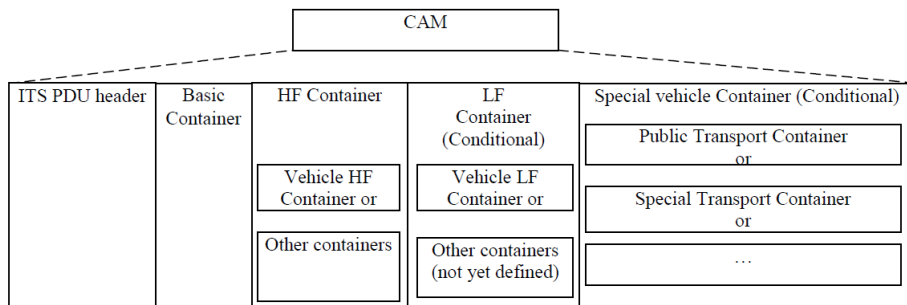 CAM
ITS PDU header
Basic
Container
HF Container
Vehicle HF
Container or
Other containers
LF
Container
(Conditional)
Vehicle LF
Container or
Other containers
(not yet defined)
Special vehicle Container (Conditional)
Public Transport Container
or
Special Transport Container
or
…